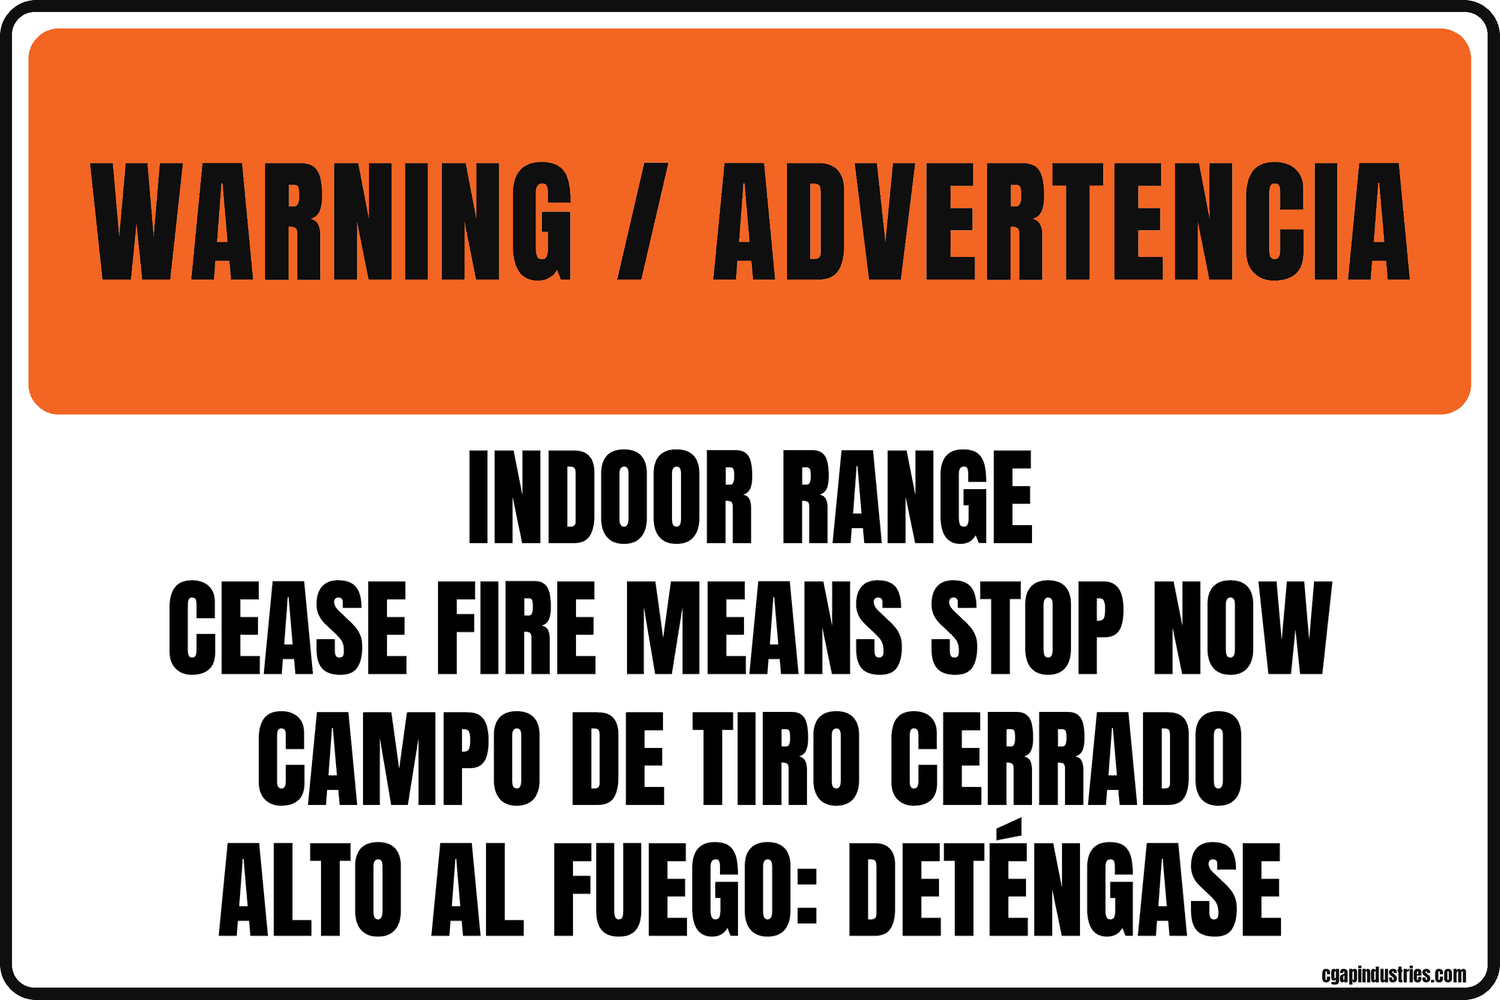 WARNING / ADVERTENCIA
INDOOR RANGE
CEASE FIRE MEANS STOP NOW
CAMPO DE TIRO CERRADO
ALTO AL FUEGO: DETÉNGASE
cgapindustries.com